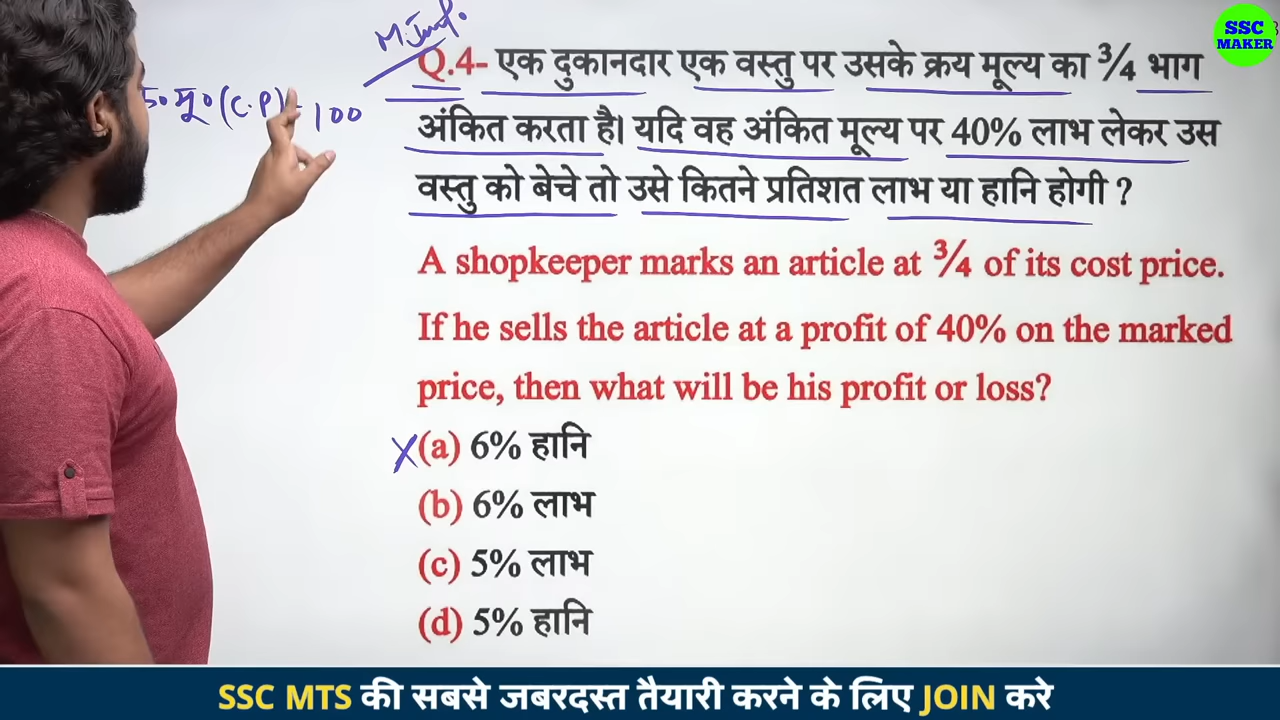 SSC
MAKER
M. Imp.
Q.4- एक दुकानदार एक वस्तु पर उसके क्रय मूल्य का ¾ भाग
अंकित करता है। यदि वह अंकित मूल्य पर 40% लाभ लेकर उस
वस्तु को बेचे तो उसे कितने प्रतिशत लाभ या हानि होगी ?
मू० (C.P) = 100
A shopkeeper marks an article at ¾ of its cost price.
If he sells the article at a profit of 40% on the marked
price, then what will be his profit or loss?
(a) 6% हानि
(b) 6% लाभ
(c) 5% लाभ
(d) 5% हानि
SSC MTS की सबसे जबरदस्त तैयारी करने के लिए JOIN करे